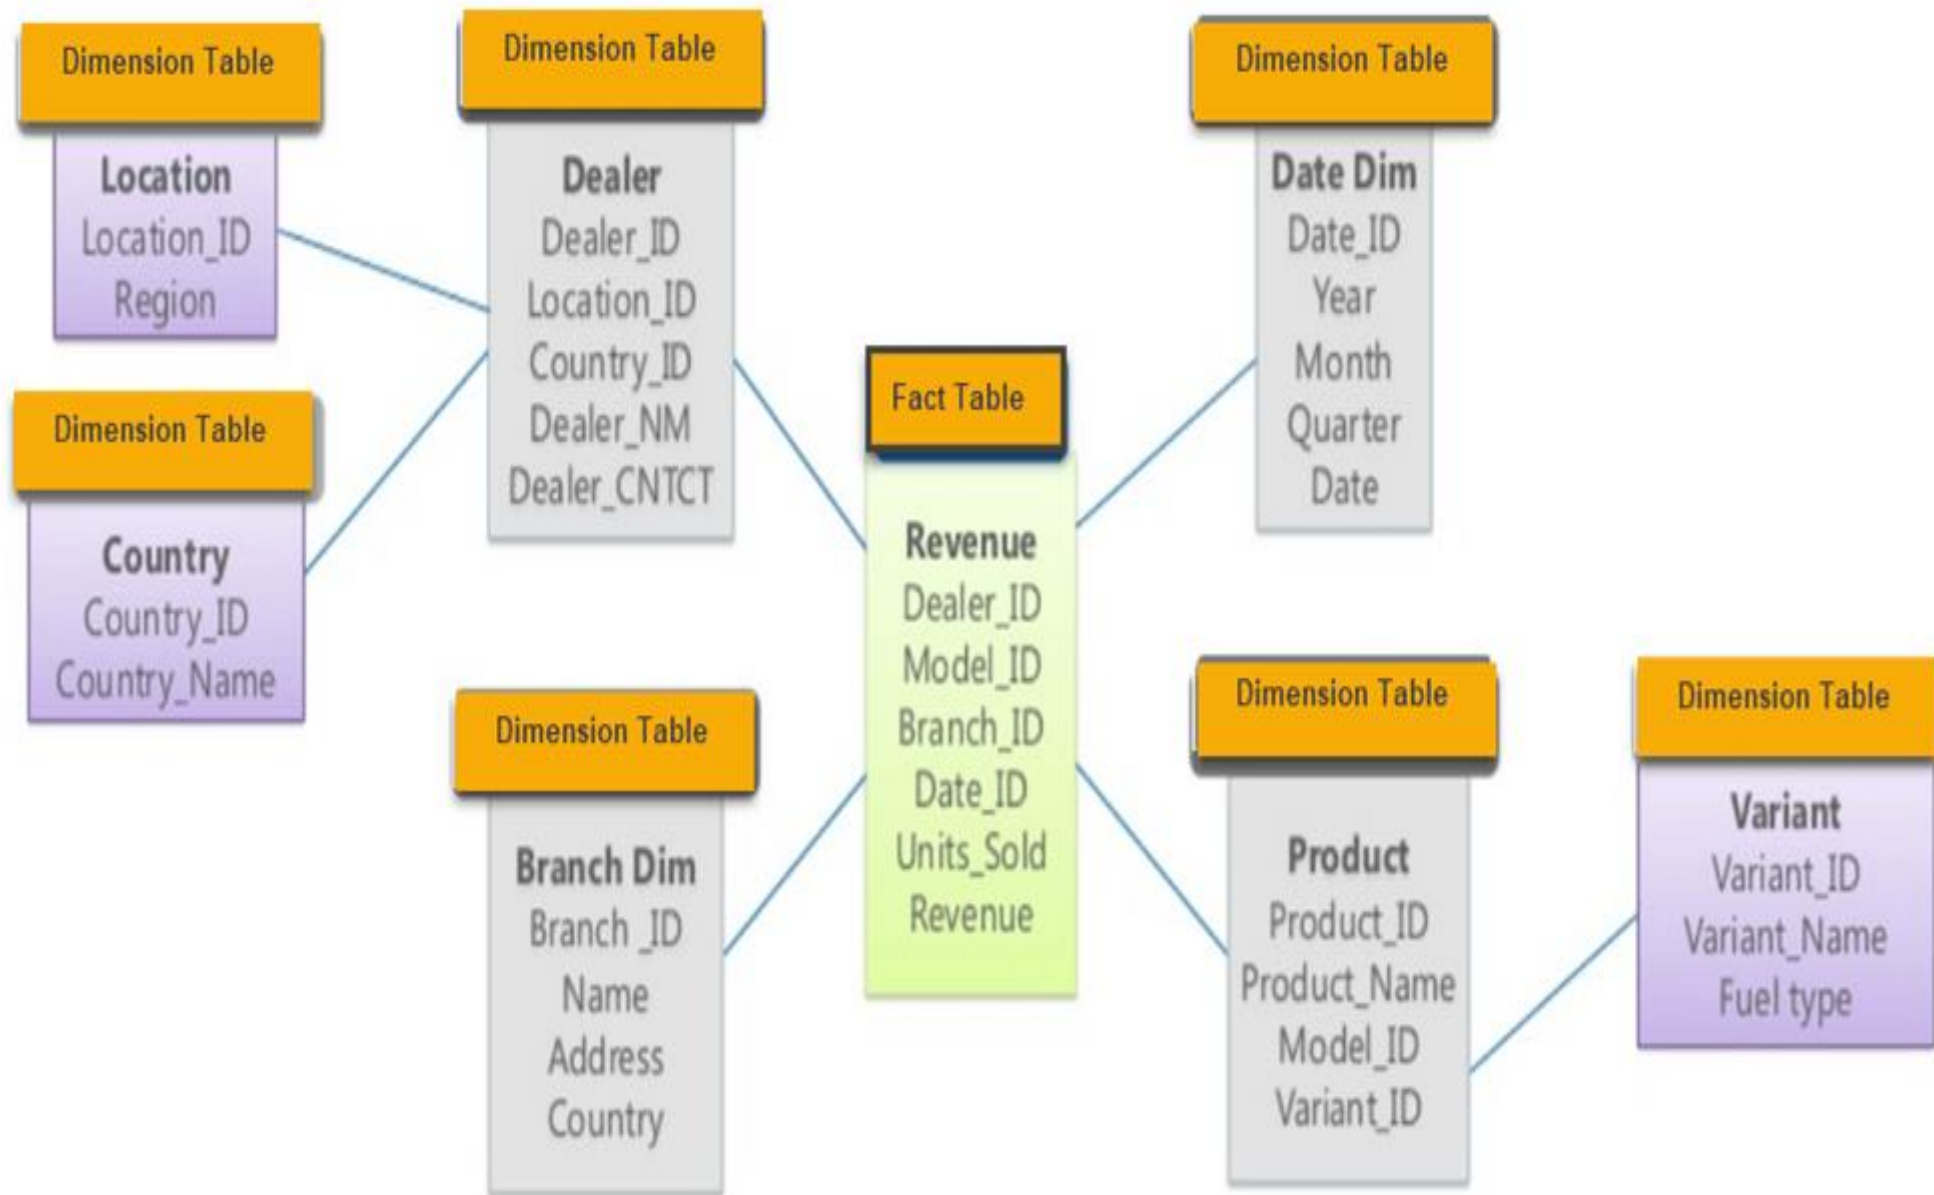 Dimension Table
Location
Location_ID
Region
Dimension Table
Country
Country_ID
Country_Name
Dimension Table
Dealer
Dealer_ID
Location_ID
Country_ID
Dealer_NM
Dealer_CNTCT
Dimension Table
Branch Dim
Branch _ID
Name
Address
Country
Fact Table
Revenue
Dealer_ID
Model_ID
Branch_ID
Date_ID
Units_Sold
Revenue
Dimension Table
Date Dim
Date_ID
Year
Month
Quarter
Date
Dimension Table
Product
Product_ID
Product_Name
Model_ID
Variant_ID
Dimension Table
Variant
Variant_ID
Variant_Name
Fuel type